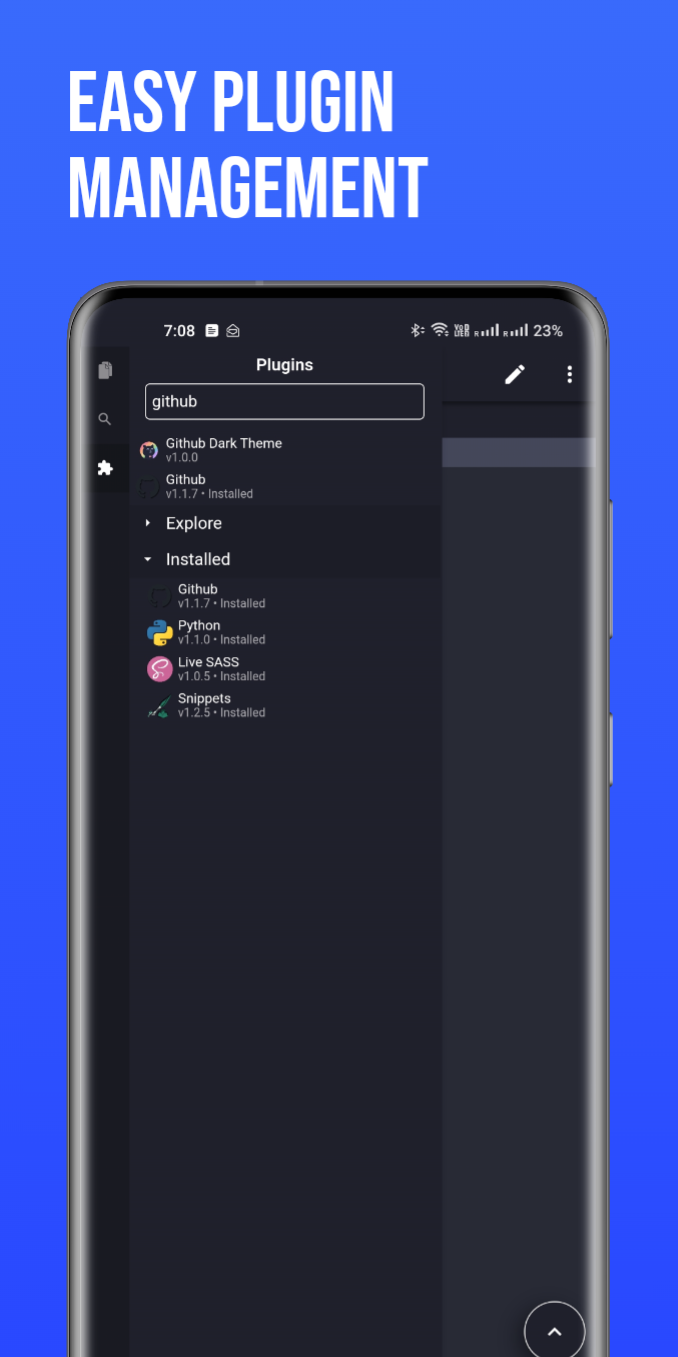 EASY PLUGIN
MANAGEMENT
7:08
23%
Plugins
github
Github Dark Theme
v1.0.0
Github
v1.1.7 • Installed
Explore
Installed
Github
v1.1.7 • Installed
Python
v1.1.0 • Installed
Live SASS
v1.0.5 • Installed
Snippets
v1.2.5 • Installed